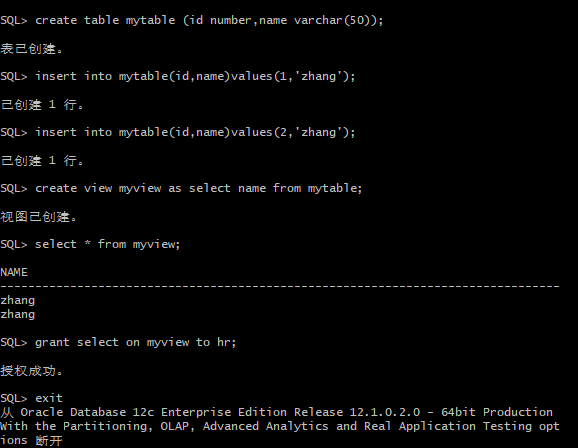 SQL> create table mytable (id number,name varchar(50));
表已创建。
SQL> insert into mytable(id,name)values(1,'zhang');
已创建 1 行。
SQL> insert into mytable(id,name)values(2,'zhang');
已创建 1 行。
SQL> create view myview as select name from mytable;
视图已创建。
SQL> select * from myview;
NAME
--------------------------------------------------------------------------------
zhang
zhang
SQL> grant select on myview to hr;
授权成功。
SQL> exit
从 Oracle Database 12c Enterprise Edition Release 12.1.0.2.0 - 64bit Production
With the Partitioning, OLAP, Advanced Analytics and Real Application Testing opt
ions 断开